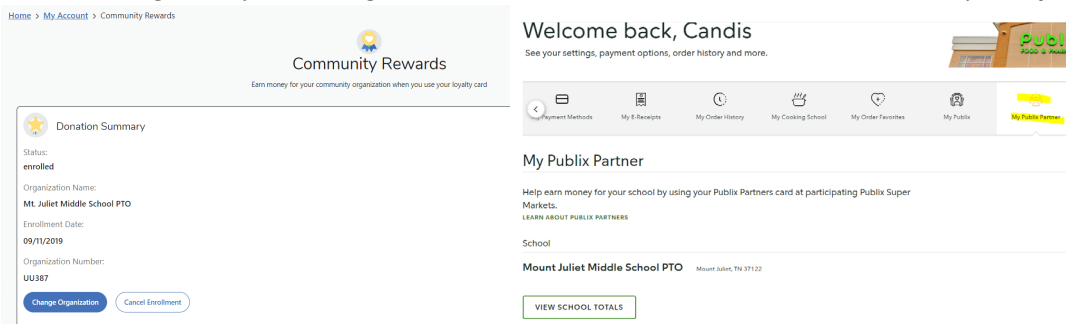 Home > My Account > Community Rewards
Community Rewards
Earn money for your community organization when you use your loyalty card
Donation Summary
Status:
enrolled
Organization Name:
Mt. Juliet Middle School PTO
Enrollment Date:
09/11/2019
Organization Number:
UU387
Change Organization
Cancel Enrollment
Welcome back, Candis
See your settings, payment options, order history and more.
Publi
Payment Methods
My E-Receipts
My Order History
My Cooking School
My Order Favorites
My Publix
My Publix Partner
My Publix Partner
Help earn money for your school by using your Publix Partners card at participating Publix Super
Markets.
LEARN ABOUT PUBLIX PARTNERS
School
Mount Juliet Middle School PTO Mount Juliet, TN 37122
VIEW SCHOOL TOTALS